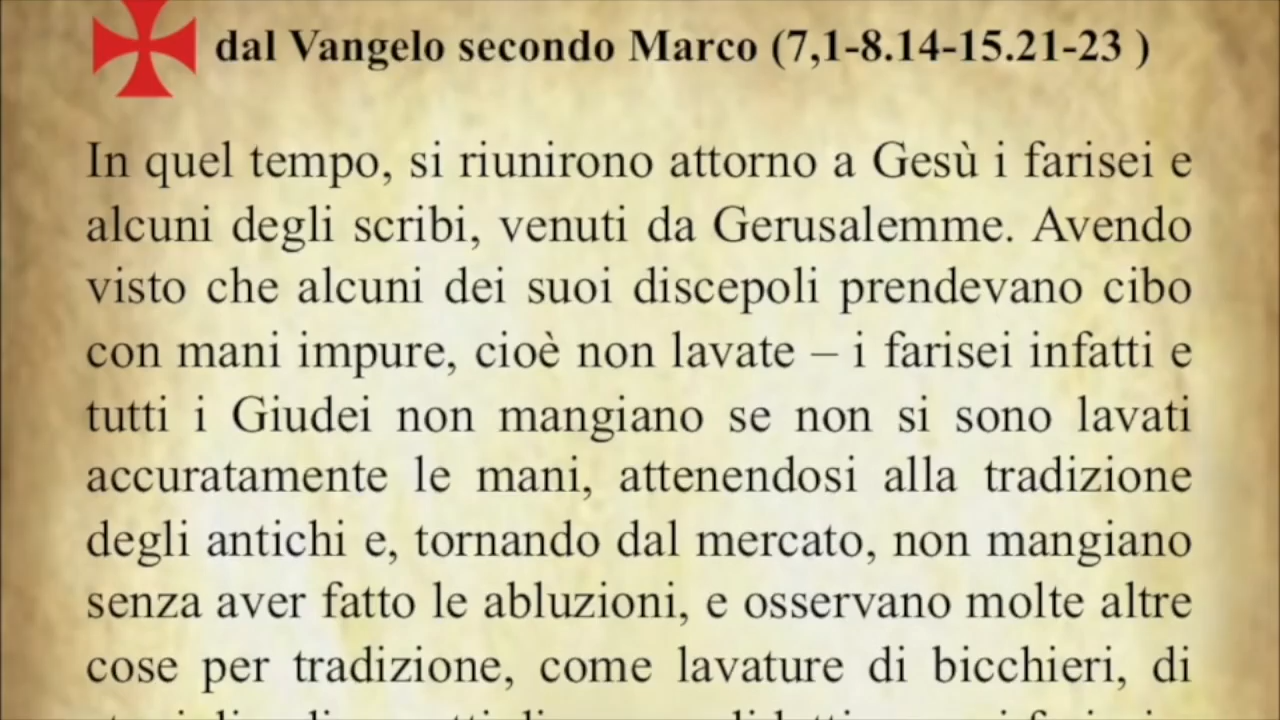 dal Vangelo secondo Marco (7,1-8.14-15.21-23 )
In quel tempo, si riunirono attorno a Gesù i farisei e
alcuni degli scribi, venuti da Gerusalemme. Avendo
visto che alcuni dei suoi discepoli prendevano cibo
con mani impure, cioè non lavate – i farisei infatti e
tutti i Giudei non mangiano se non si sono lavati
accuratamente le mani, attenendosi alla tradizione
degli antichi e, tornando dal mercato, non mangiano
senza aver fatto le abluzioni, e osservano molte altre
cose per tradizione, come lavature di bicchieri, di